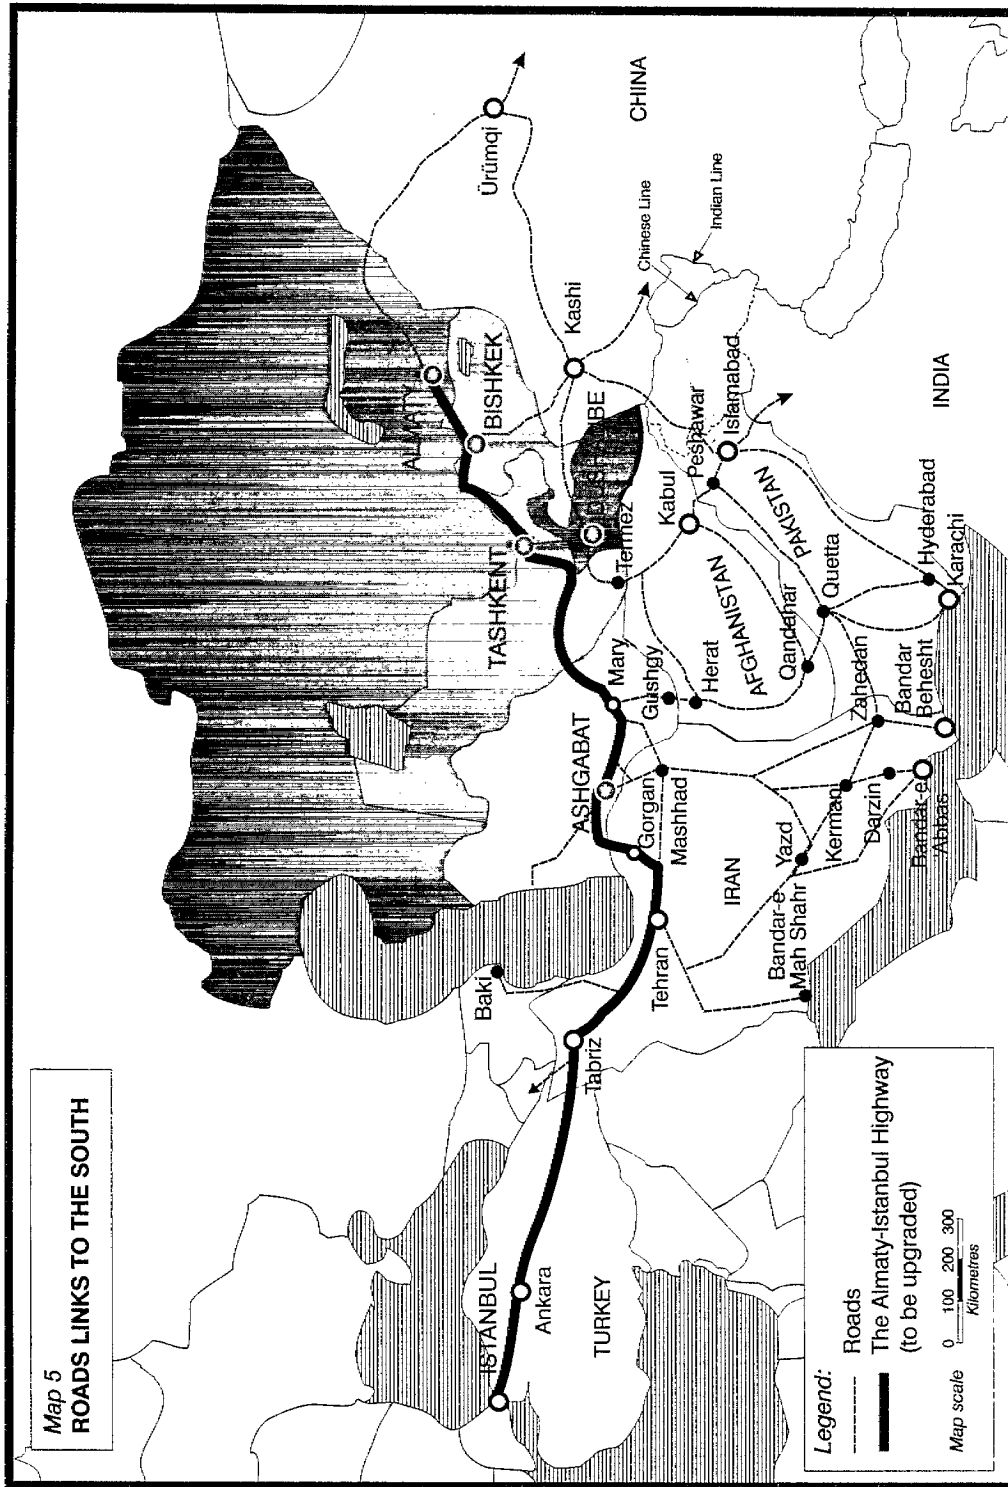 Map 5
ROADS LINKS TO THE SOUTH
ISTANBUL
Ankara
TURKEY
Tabriz
Baki
Tehran
Gorgan
ASHGABAT
Mashhad
IRAN
Bandar-e
Mah Shahr
Yazd
Kerman
Darzin
Bandar-e
'Abbas
Mary
Gushgy
Herat
AFGHANISTAN
Qandahar
Zahedan
Bandar
Behesht
TASHKENT
Termez
Kabul
Peshawar
Islamabad
PAKISTAN
Quetta
Hyderabad
Karachi
INDIA
ALMATY
BISHKEK
DUSHANBE
Kashi
Ürümqi
CHINA
Chinese Line
Indian Line
Legend:
Roads
The Almaty-Istanbul Highway
(to be upgraded)
Map scale
0 100 200 300
Kilometres